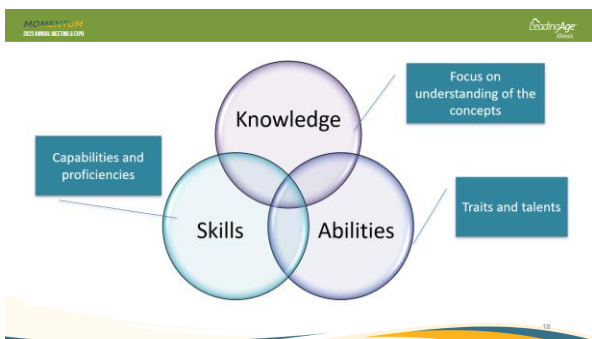 MOMENTUM
2023 ANNUAL MEETING & EXPO
LeadingAge
Illinois
Knowledge
Focus on
understanding of the
concepts
Capabilities and
proficiencies
Skills
Abilities
Traits and talents
18